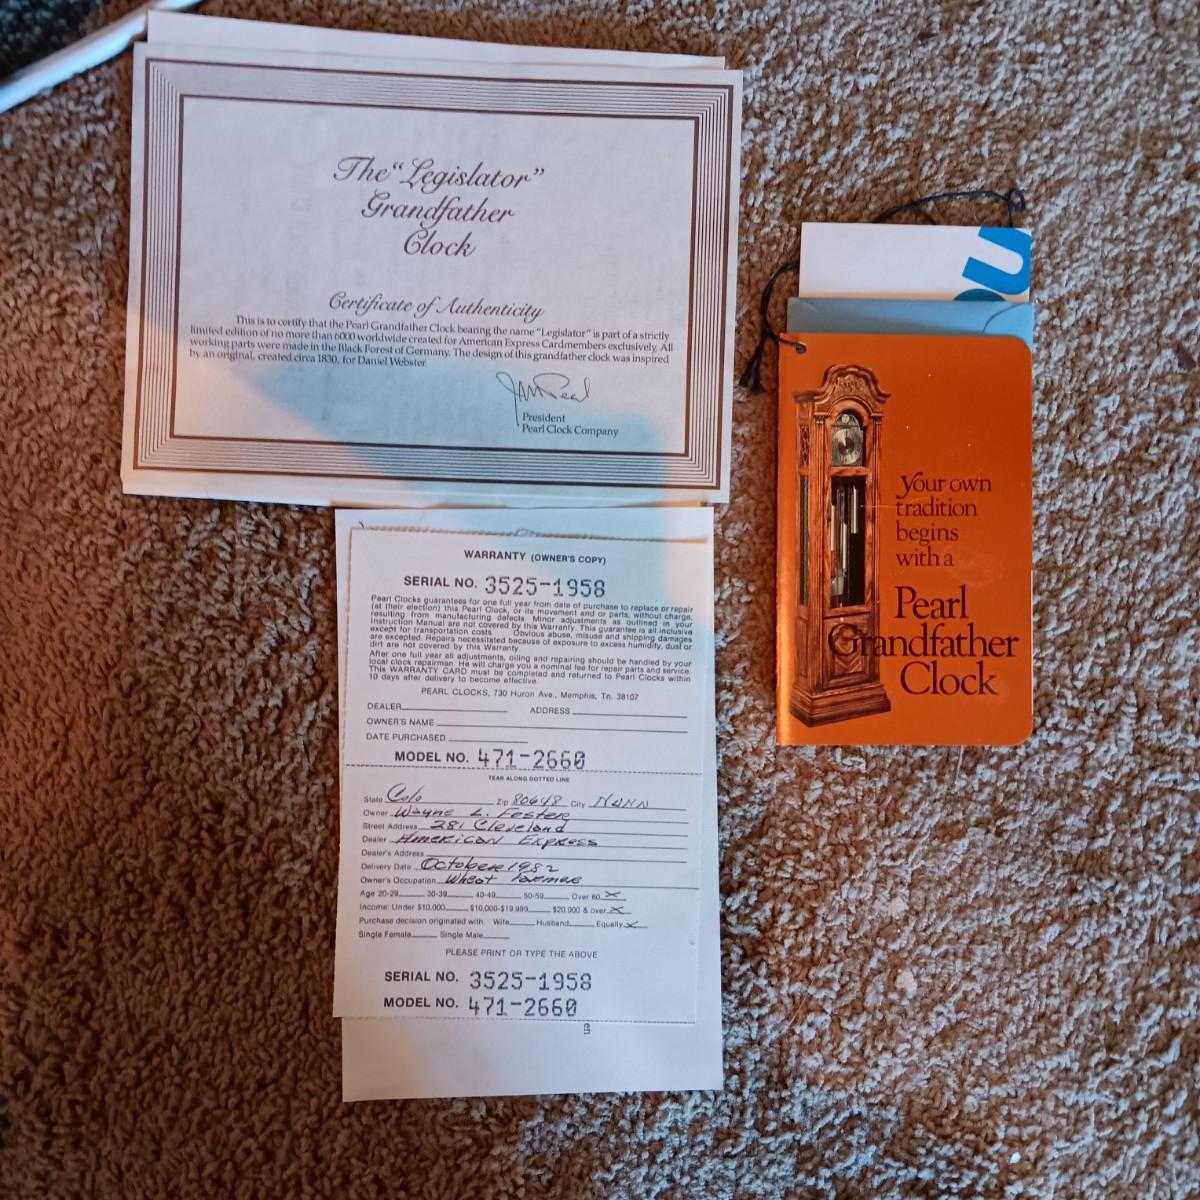 The "Legislator"
Grandfather
Clock
Certificate of Authenticity
This is to certify that the Pearl Grandfather Clock bearing the name "Legislator" is part of a strictly
limited edition of no more than 6000 worldwide created for American Express Cardmembers exclusively. All
working parts were made in the Black Forest of Germany. The design of this grandfather clock was inspired
by an original, created circa 1830, for Daniel Webster.
President
Pearl Clock Company
WARRANTY (OWNER'S COPY)
SERIAL NO. 3525-1958
Pearl Clocks guarantees for one full year from date of purchase to replace or repair
(at their election) this Pearl Clock, or its movement and or parts, without charge,
resulting from manufacturing defects. Minor adjustments as outlined in your
Instruction Manual are not covered by this Warranty. This guarantee is all inclusive
except for transportation costs. Obvious abuse, misuse and shipping damages
are excepted. Repairs necessitated because of exposure to excess humidity, dust or
dirt are not covered by this Warranty.
After one full year all adjustments, oiling and repairing should be handled by your
local clock repairman. He will charge you a nominal fee for repair parts and service.
This WARRANTY CARD must be completed and returned to Pearl Clocks within
10 days after delivery to become effective.
PEARL CLOCKS, 730 Huron Ave., Memphis, Tn. 38107
DEALER ADDRESS
OWNER'S NAME
DATE PURCHASED
MODEL NO. 471-2660
TEAR ALONG DOTTED LINE
State Colo Zip 80648 City NUNN
Owner Wayne L. Foster
Street Address 281 Cleveland
Dealer American Express
Dealer's Address
Delivery Date October 1982
Owner's Occupation Wheat Farmer
Age 20-29 30-39 40-49 50-59 Over 60 X
Income: Under $10,000 $10,000-$19,999 $20,000 & over X
Purchase decision originated with: Wife Husband Equally X
Single Female Single Male
PLEASE PRINT OR TYPE THE ABOVE
SERIAL NO. 3525-1958
MODEL NO. 471-2660
Your own
tradition
begins
with a
Pearl
Grandfather
Clock